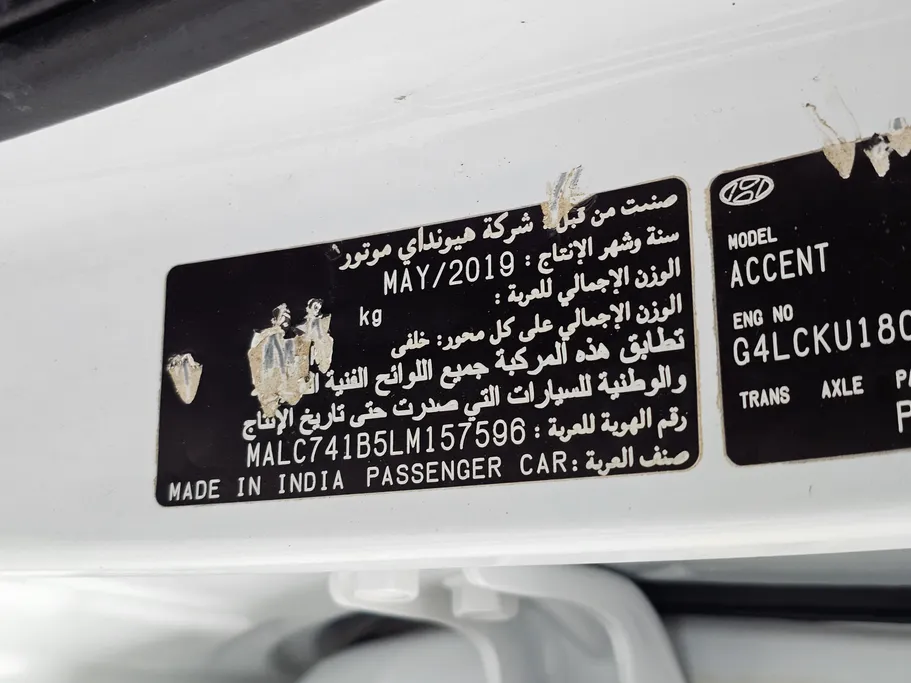 صنعت من قبل: شركة هيونداي موتور
سنة وشهر الإنتاج : MAY/2019
الوزن الإجمالي للعربة :
kg
الوزن الإجمالي على كل محور: خلفى
تطابق هذه المركبة جميع اللوائح الفنية
والوطنية للسيارات التي صدرت حتى تاريخ الإنتاج
رقم الهوية للعربة : MALC741B5LM157596
صنف العربة : PASSENGER CAR
MADE IN INDIA
MODEL
ACCENT
ENG NO
G4LCKU18
TRANS AXLE